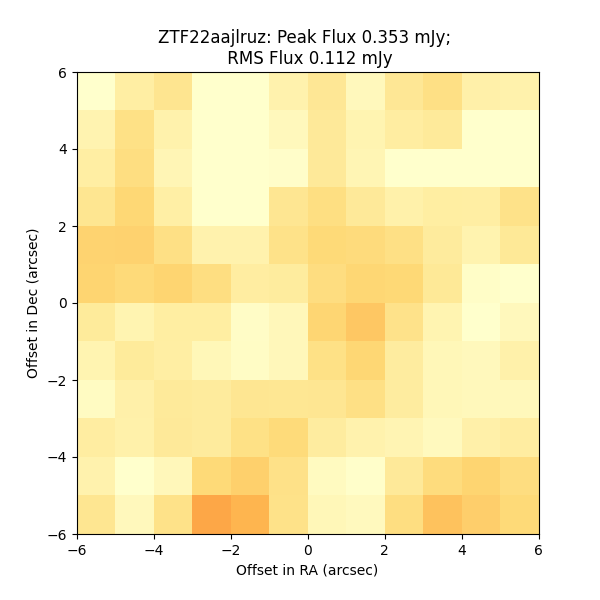 ZTF22aajlruz: Peak Flux 0.353 mJy;
RMS Flux 0.112 mJy
6
4
2
0
−2
−4
−6
Offset in Dec (arcsec)
−6 −4 −2 0 2 4 6
Offset in RA (arcsec)